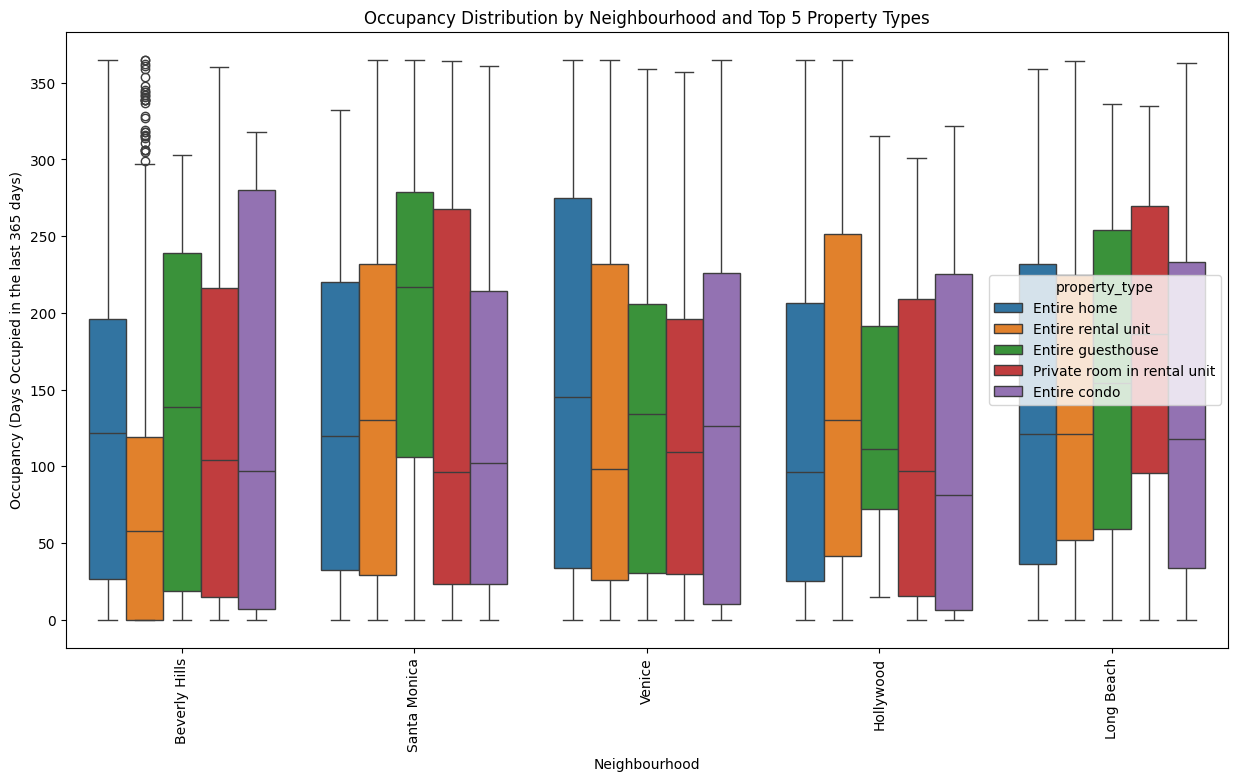 Occupancy Distribution by Neighbourhood and Top 5 Property Types
Occupancy (Days Occupied in the last 365 days)
350
300
250
200
150
100
50
0
property_type
Entire home
Entire rental unit
Entire guesthouse
Private room in rental unit
Entire condo
Beverly Hills
Santa Monica
Venice
Hollywood
Long Beach
Neighbourhood